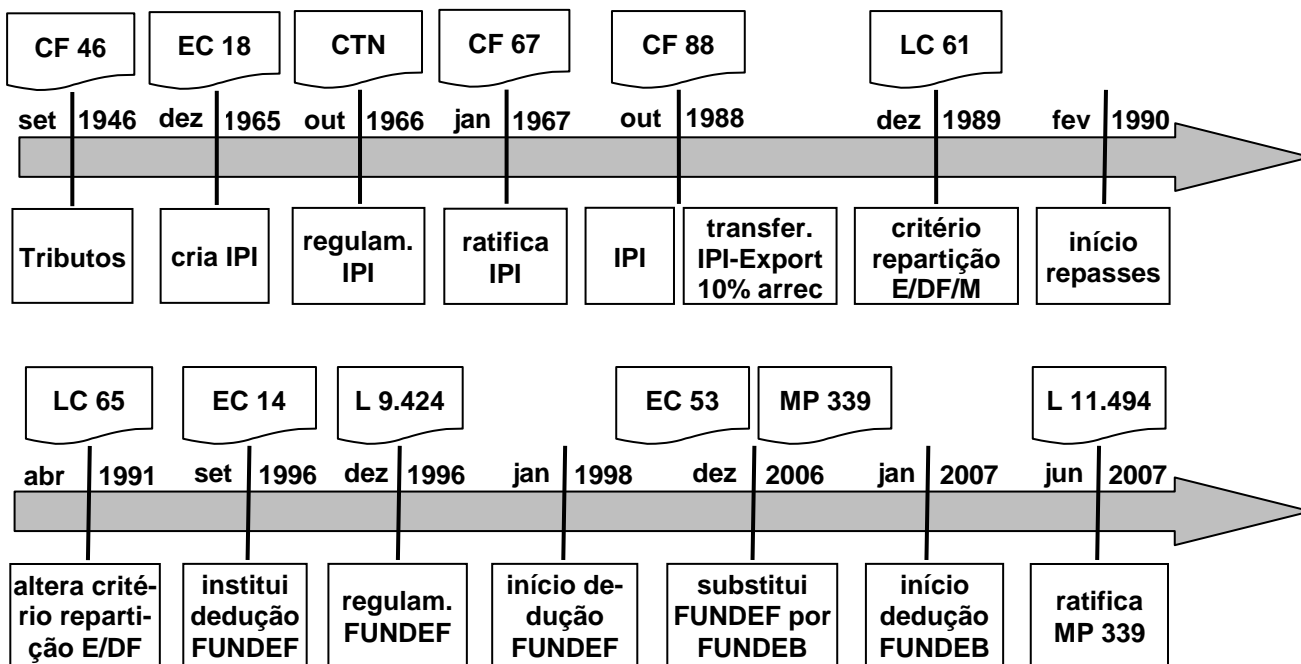 CF 46 EC 18 CTN CF 67 CF 88 LC 61
set 1946 dez 1965 out 1966 jan 1967 out 1988 dez 1989 fev 1990
Tributos
cria IPI
regulam.
IPI
ratifica
IPI
IPI
transfer.
IPI-Export
10% arrec
critério
repartição
E/DF/M
início
repasses
LC 65 EC 14 L 9.424 EC 53 MP 339 L 11.494
abr 1991 set 1996 dez 1996 jan 1998 dez 2006 jan 2007 jun 2007
altera crité-
rio reparti-
ção E/DF
institui
dedução
FUNDEF
regulam.
FUNDEF
início de-
dução
FUNDEF
substitui
FUNDEF por
FUNDEB
início
dedução
FUNDEB
ratifica
MP 339